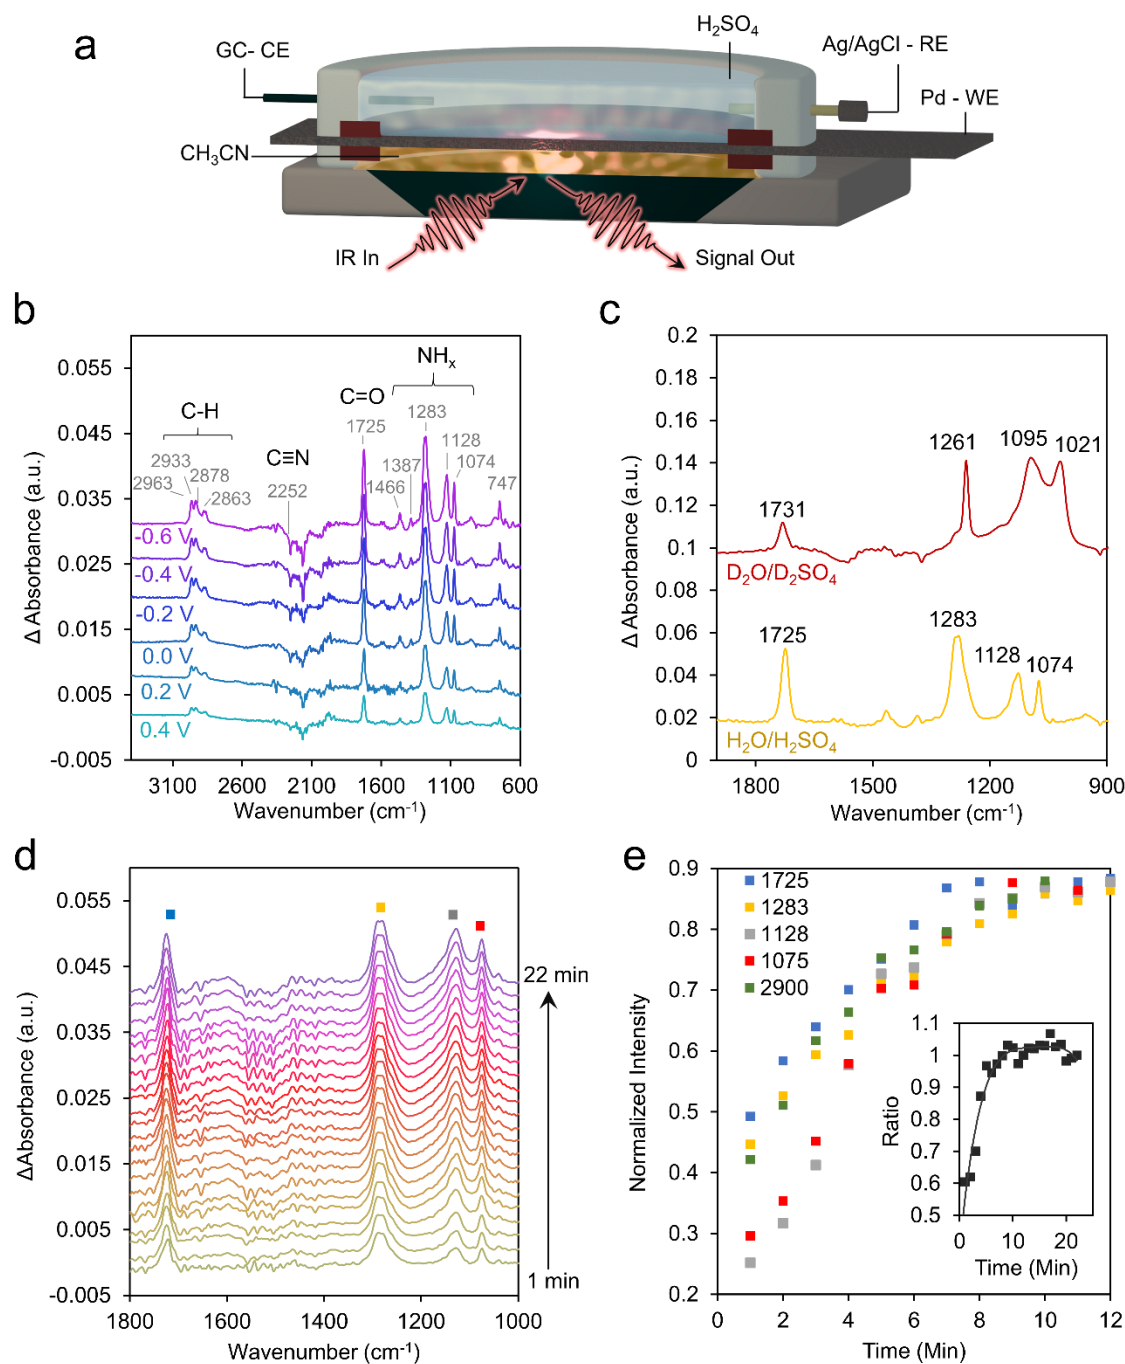 a
H₂SO₄
GC- CE
Ag/AgCl - RE
Pd - WE
CH₃CN
IR In
Signal Out
b
0.055
0.045
0.035
0.025
0.015
0.005
-0.005
Δ Absorbance (a.u.)
C-H
C≡N
C=O
NHₓ
2963
2933
2878
2863
2252
1725
1466
1387
1283
1128
1074
747
-0.6 V
-0.4 V
-0.2 V
0.0 V
0.2 V
0.4 V
3100 2600 2100 1600 1100 600
Wavenumber (cm⁻¹)
c
0.2
0.18
0.16
0.14
0.12
0.1
0.08
0.06
0.04
0.02
0
Δ Absorbance (a.u.)
1731
1261
1095
1021
D₂O/D₂SO₄
1725
1283
1128
1074
H₂O/H₂SO₄
1800 1500 1200 900
Wavenumber (cm⁻¹)
d
0.055
0.045
0.035
0.025
0.015
0.005
-0.005
ΔAbsorbance (a.u.)
22 min
1 min
1800 1600 1400 1200 1000
Wavenumber (cm⁻¹)
e
0.9
0.8
0.7
0.6
0.5
0.4
0.3
0.2
Normalized Intensity
1725
1283
1128
1075
2900
1.1
1
0.9
0.8
0.7
0.6
0.5
Ratio
0 10 20
Time (Min)
0 2 4 6 8 10 12
Time (Min)